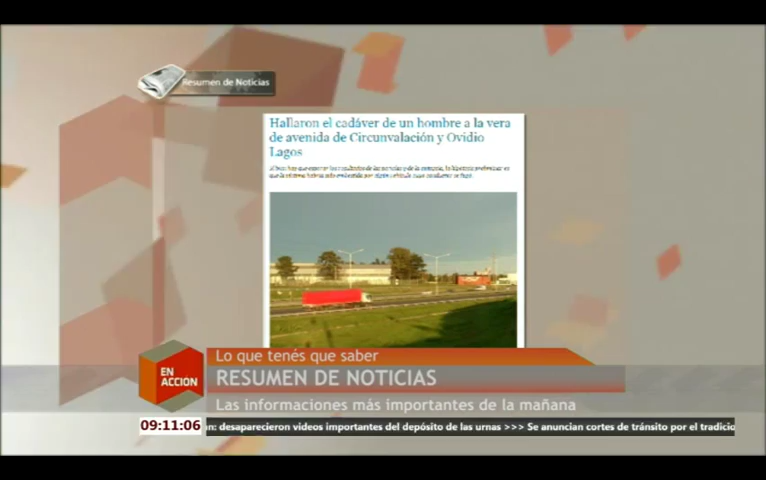 Resumen de Noticias
Hallaron el cadáver de un hombre a la vera
de avenida de Circunvalación y Ovidio
Lagos
EN
ACCIÓN
Lo que tenés que saber
RESUMEN DE NOTICIAS
Las informaciones más importantes de la mañana
09:11:06
on: desaparecieron videos importantes del depósito de las urnas >>> Se anuncian cortes de tránsito por el tradicio